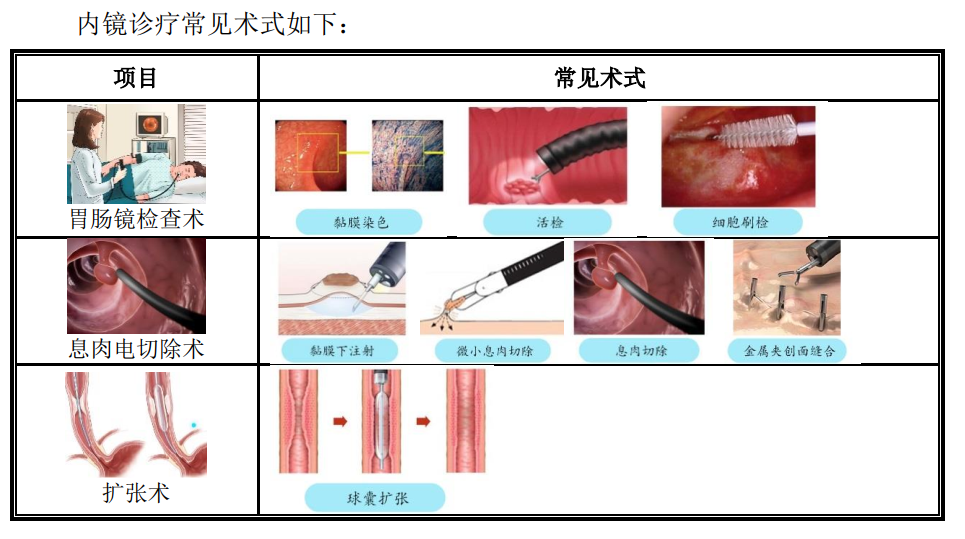 内镜诊疗常见术式如下：
项目
常见术式
胃肠镜检查术
黏膜染色
活检
细胞刷检
息肉电切除术
黏膜下注射
微小息肉切除
息肉切除
金属夹创面缝合
扩张术
球囊扩张